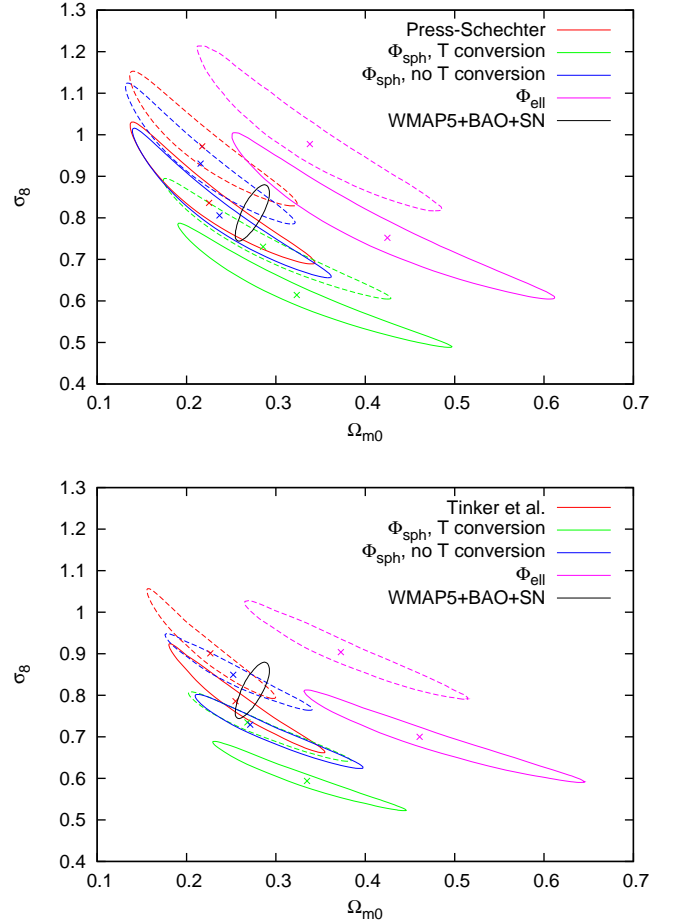 1.3
1.2
1.1
1
0.9
0.8
0.7
0.6
0.5
0.4
σ8
Press-Schechter
Φsph, T conversion
Φsph, no T conversion
Φell
WMAP5+BAO+SN
0.1 0.2 0.3 0.4 0.5 0.6 0.7
Ωm0
1.3
1.2
1.1
1
0.9
0.8
0.7
0.6
0.5
0.4
σ8
Tinker et al.
Φsph, T conversion
Φsph, no T conversion
Φell
WMAP5+BAO+SN
0.1 0.2 0.3 0.4 0.5 0.6 0.7
Ωm0